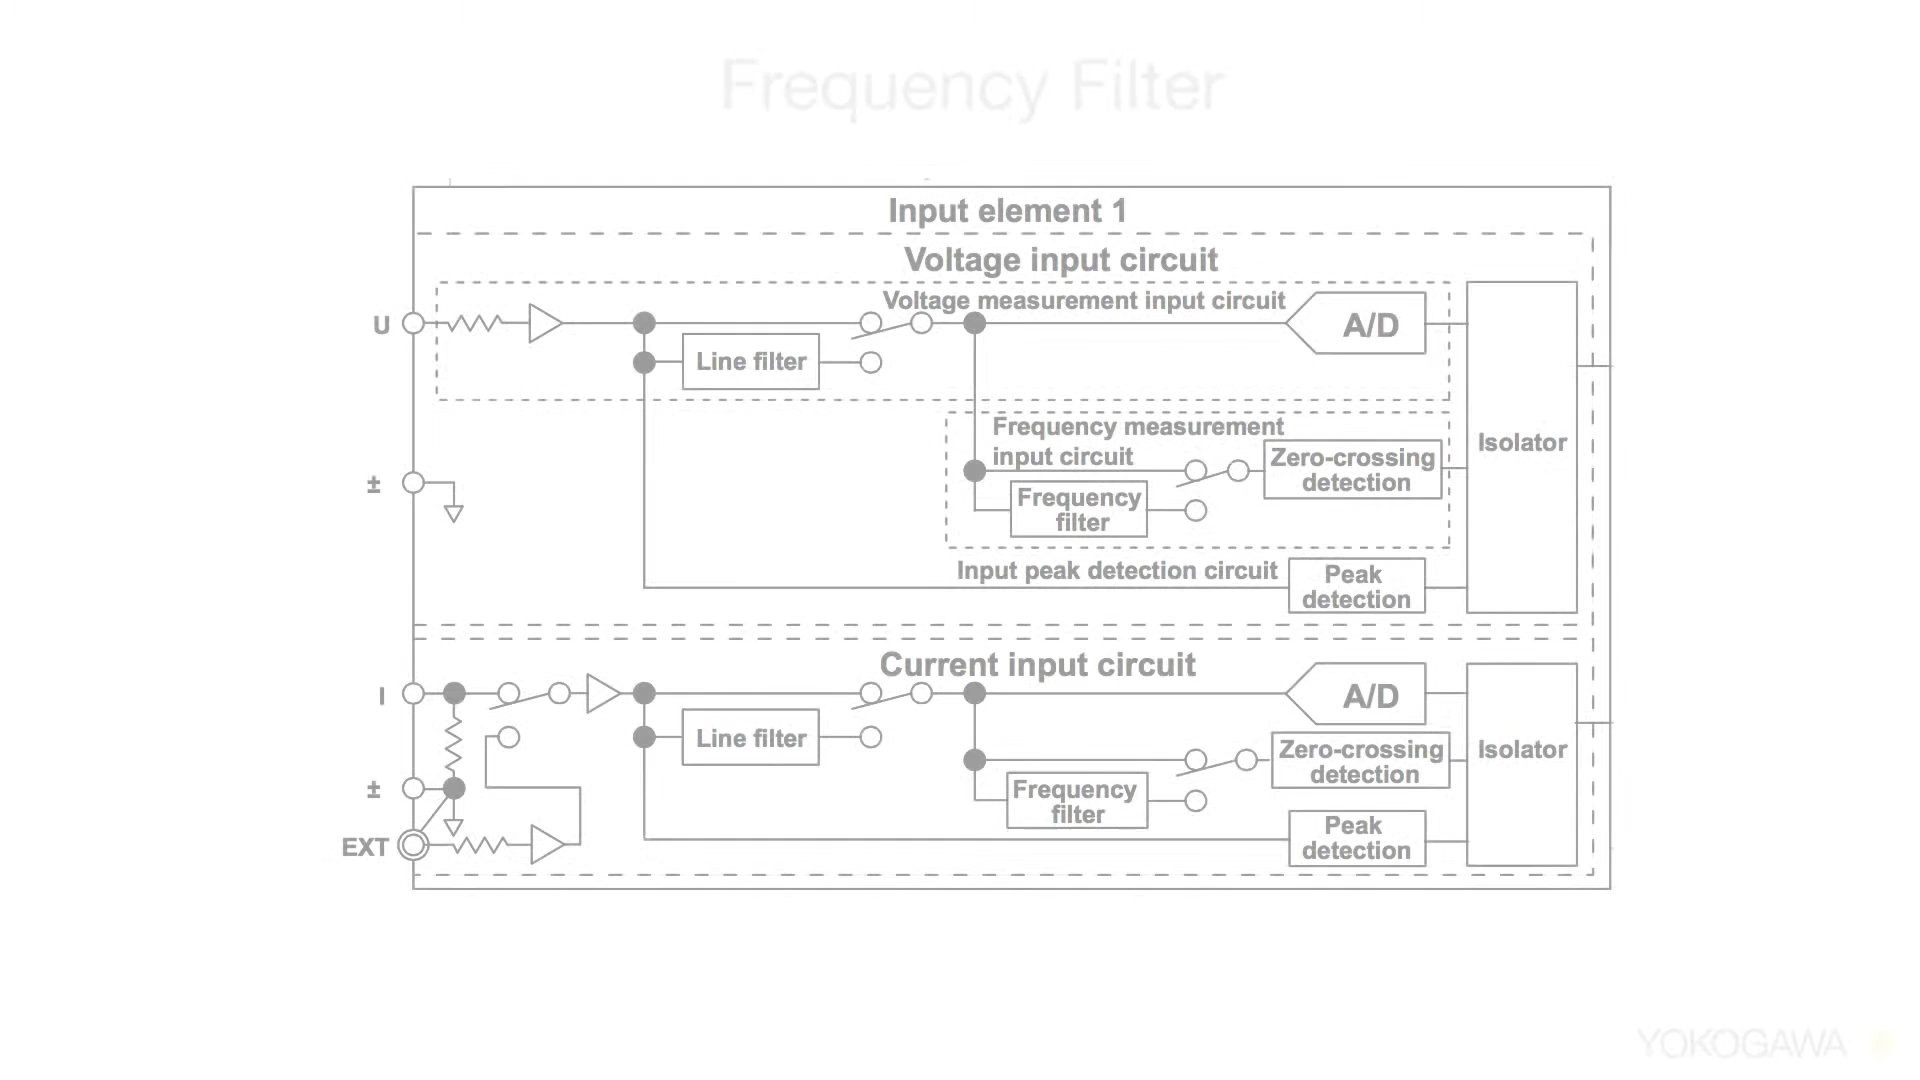 Frequency Filter
Input element 1
Voltage input circuit
Voltage measurement input circuit
U
A/D
Line filter
Frequency measurement
input circuit
Zero-crossing
detection
Isolator
±
Frequency
filter
Input peak detection circuit
Peak
detection
Current input circuit
I
A/D
Line filter
Zero-crossing
detection
Isolator
±
Frequency
filter
Peak
detection
EXT
YOKOGAWA